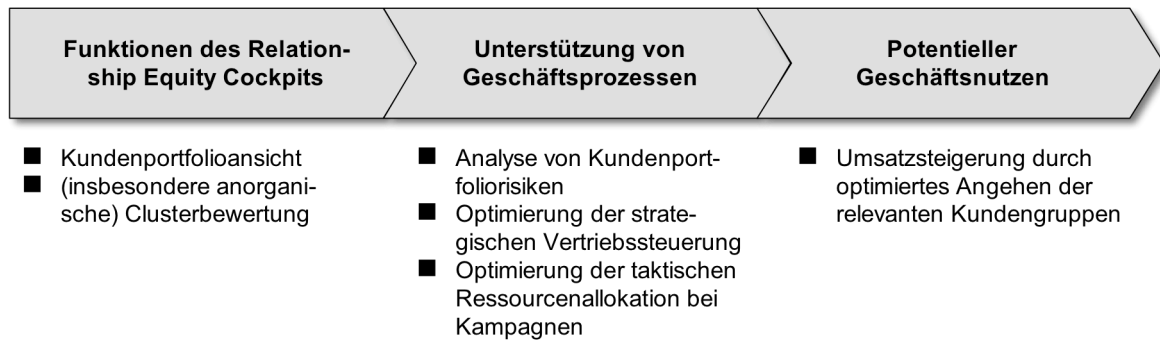 Funktionen des Relation-
ship Equity Cockpits
Unterstützung von
Geschäftsprozessen
Potentieller
Geschäftsnutzen
■ Kundenportfolioansicht
■ (insbesondere anorgani-
sche) Clusterbewertung
■ Analyse von Kundenport-
foliorisiken
■ Optimierung der strate-
gischen Vertriebssteuerung
■ Optimierung der taktischen
Ressourcenallokation bei
Kampagnen
■ Umsatzsteigerung durch
optimiertes Angehen der
relevanten Kundengruppen